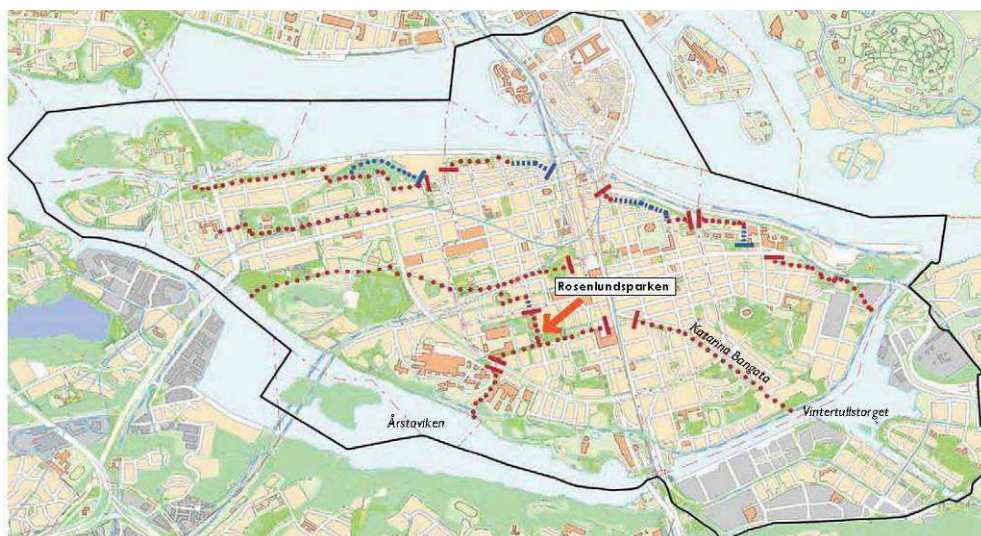 Rosenlundsparken
Katarina Bangata
Vintertullstorget
Årstaviken